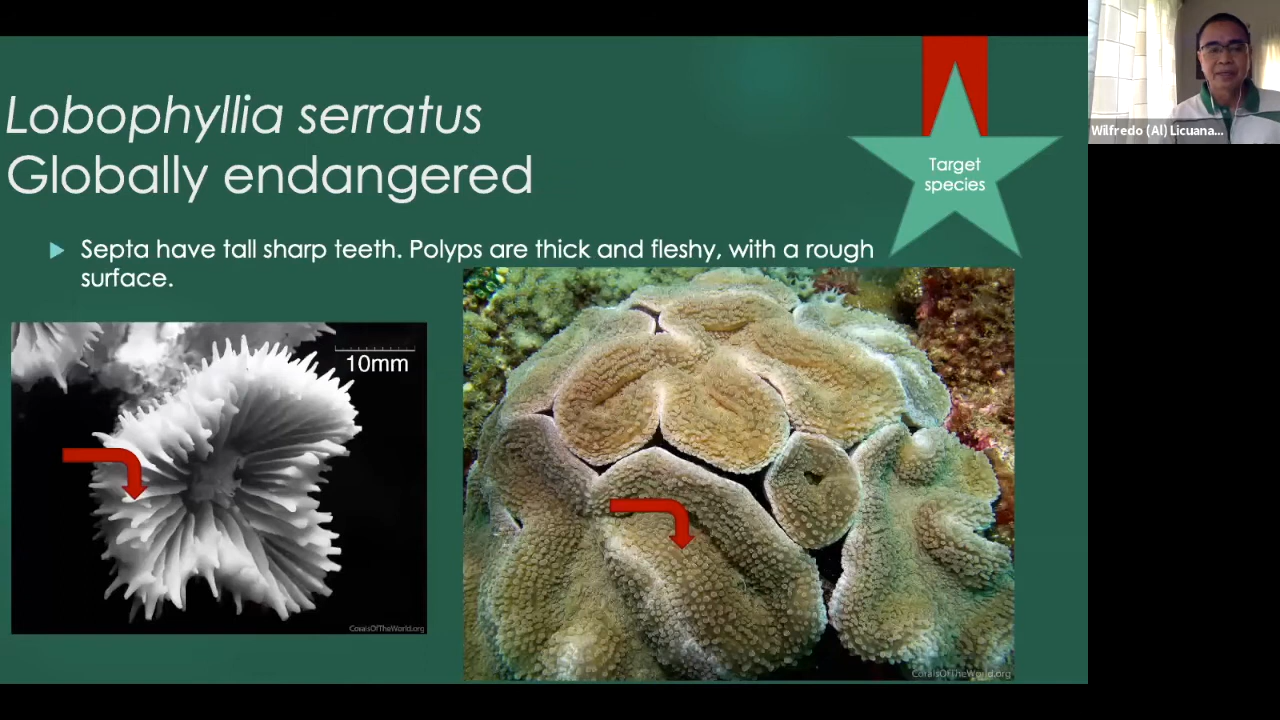 Lobophyllia serratus
Globally endangered
Target
species
Septa have tall sharp teeth. Polyps are thick and fleshy, with a rough
surface.
10mm
CoralsOfTheWorld.org
CoralsOfTheWorld.org
Wilfredo (Al) Licuana...